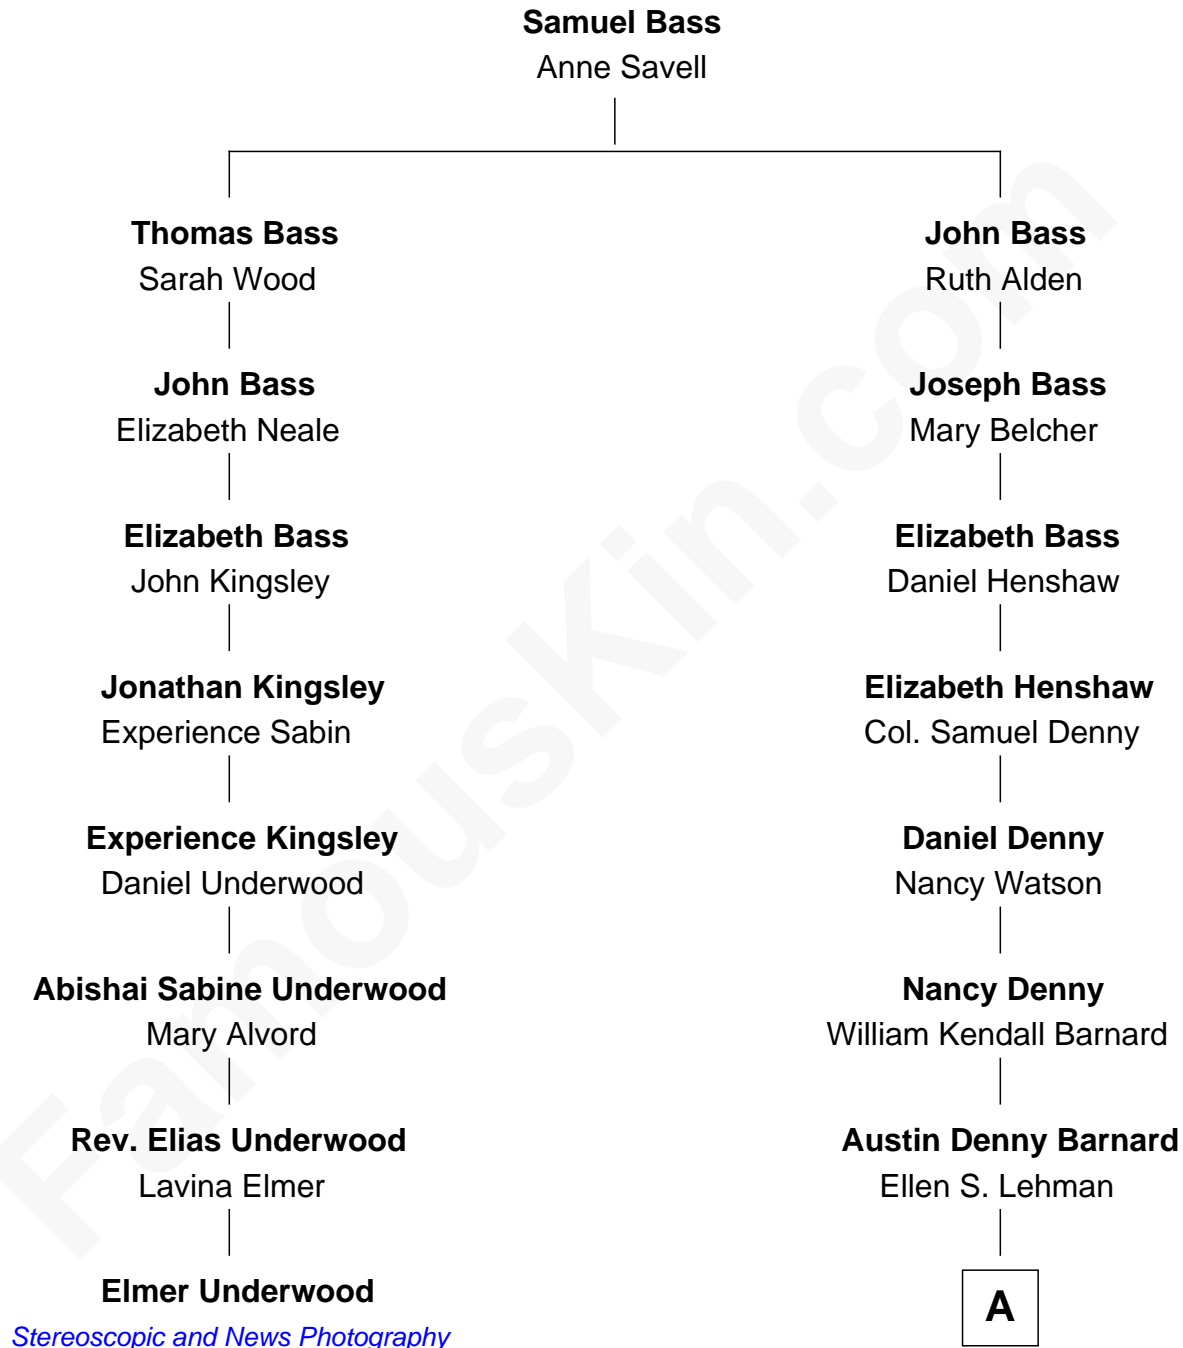 Samuel Bass
Anne Savell
Thomas Bass
Sarah Wood
John Bass
Elizabeth Neale
Elizabeth Bass
John Kingsley
Jonathan Kingsley
Experience Sabin
Experience Kingsley
Daniel Underwood
Abishai Sabine Underwood
Mary Alvord
Rev. Elias Underwood
Lavina Elmer
Elmer Underwood
Stereoscopic and News Photography
John Bass
Ruth Alden
Joseph Bass
Mary Belcher
Elizabeth Bass
Daniel Henshaw
Elizabeth Henshaw
Col. Samuel Denny
Daniel Denny
Nancy Watson
Nancy Denny
William Kendall Barnard
Austin Denny Barnard
Ellen S. Lehman
A
FamousKin.com